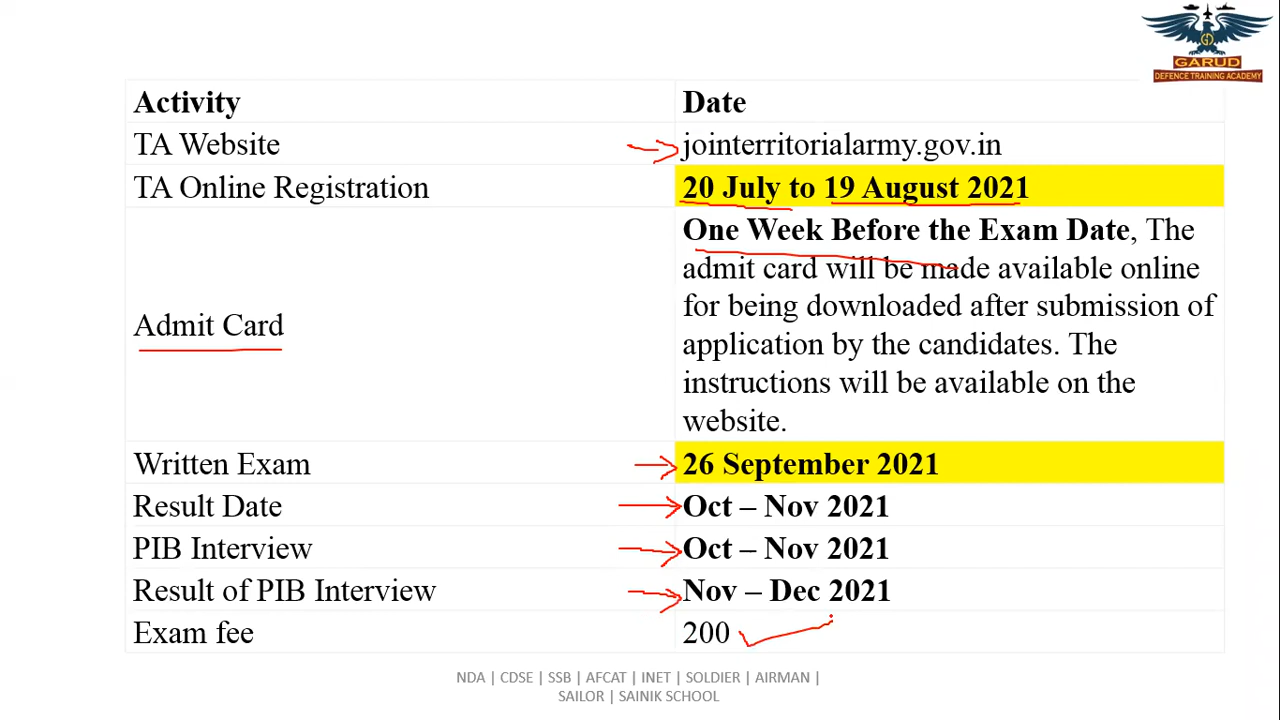 GARUD
DEFENCE TRAINING ACADEMY
Activity Date
TA Website jointerritorialarmy.gov.in
TA Online Registration 20 July to 19 August 2021
Admit Card One Week Before the Exam Date, The
admit card will be made available online
for being downloaded after submission of
application by the candidates. The
instructions will be available on the
website.
Written Exam 26 September 2021
Result Date Oct – Nov 2021
PIB Interview Oct – Nov 2021
Result of PIB Interview Nov – Dec 2021
Exam fee 200
NDA | CDSE | SSB | AFCAT | INET | SOLDIER | AIRMAN |
SAILOR | SAINIK SCHOOL